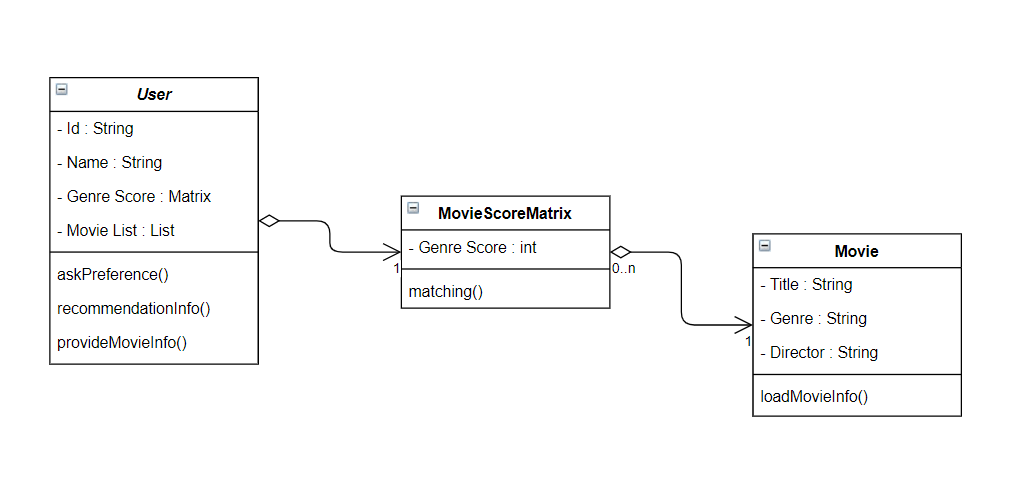 User
- Id : String
- Name : String
- Genre Score : Matrix
- Movie List : List
askPreference()
recommendationInfo()
provideMovieInfo()
1
MovieScoreMatrix
- Genre Score : int
matching()
0..n
1
Movie
- Title : String
- Genre : String
- Director : String
loadMovieInfo()